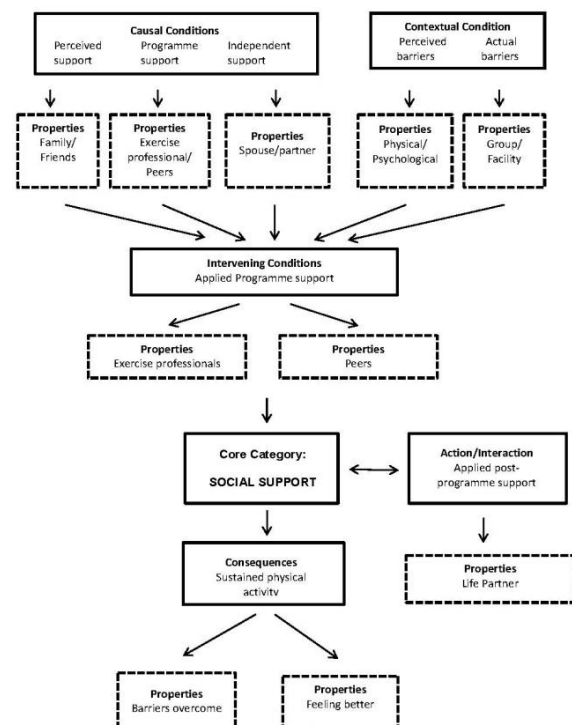 Causal Conditions
Perceived support
Programme support
Independent support
Contextual Condition
Perceived barriers
Actual barriers
Properties
Family/
Friends
Properties
Exercise
professional/
Peers
Properties
Spouse/partner
Properties
Physical/
Psychological
Properties
Group/
Facility
Intervening Conditions
Applied Programme support
Properties
Exercise professionals
Properties
Peers
Core Category:
SOCIAL SUPPORT
Action/Interaction
Applied post-
programme support
Consequences
Sustained physical
activity
Properties
Life Partner
Properties
Barriers overcome
Properties
Feeling better